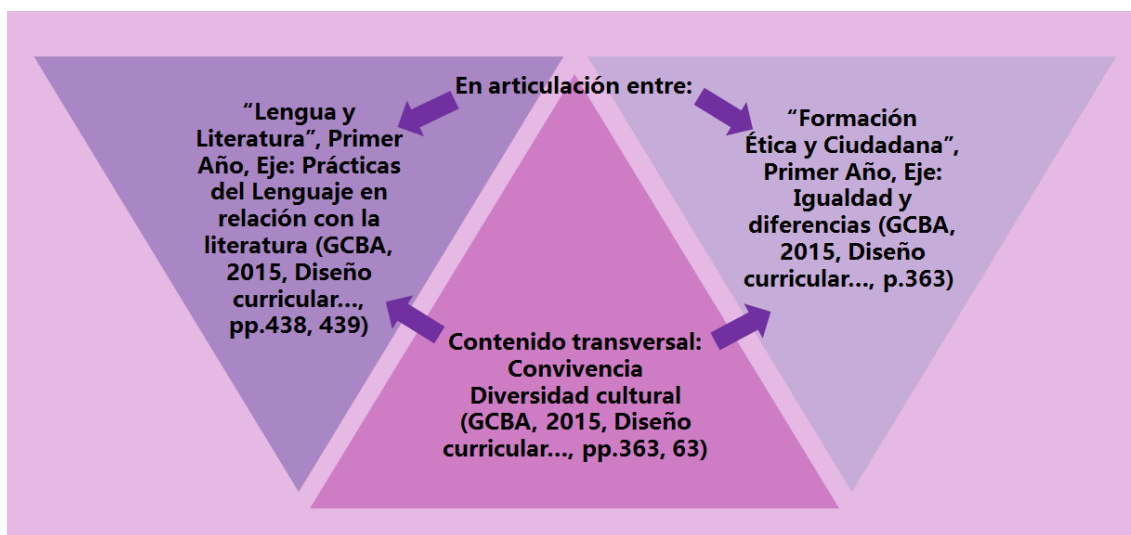 En articulación entre:
“Lengua y
Literatura”, Primer
Año, Eje: Prácticas
del Lenguaje en
relación con la
literatura (GCBA,
2015, Diseño
curricular…,
pp.438, 439)
“Formación
Ética y Ciudadana”,
Primer Año, Eje:
Igualdad y
diferencias (GCBA,
2015, Diseño
curricular…, p.363)
Contenido transversal:
Convivencia
Diversidad cultural
(GCBA, 2015, Diseño
curricular…, pp.363, 63)